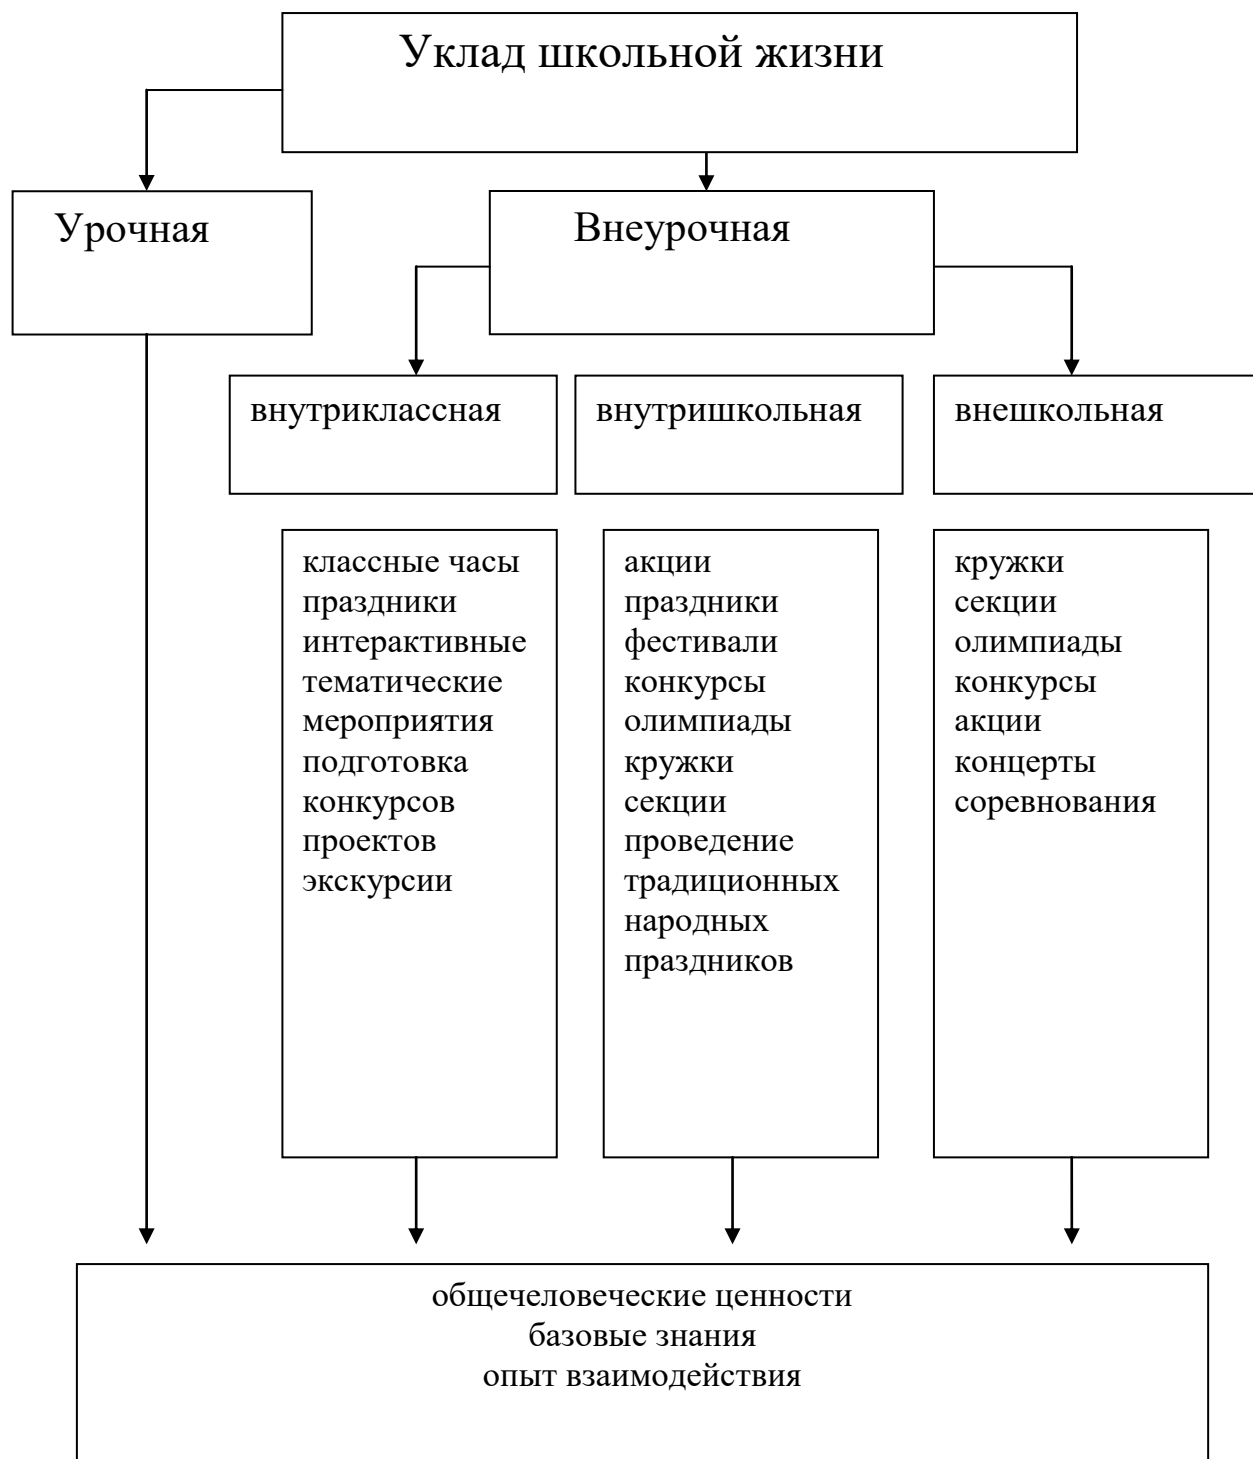 Уклад школьной жизни
Урочная
Внеурочная
внутриклассная
внутришкольная
внешкольная
классные часы
праздники
интерактивные
тематические
мероприятия
подготовка
конкурсов
проектов
экскурсии
акции
праздники
фестивали
конкурсы
олимпиады
кружки
секции
проведение
традиционных
народных
праздников
кружки
секции
олимпиады
конкурсы
акции
концерты
соревнования
общечеловеческие ценности
базовые знания
опыт взаимодействия